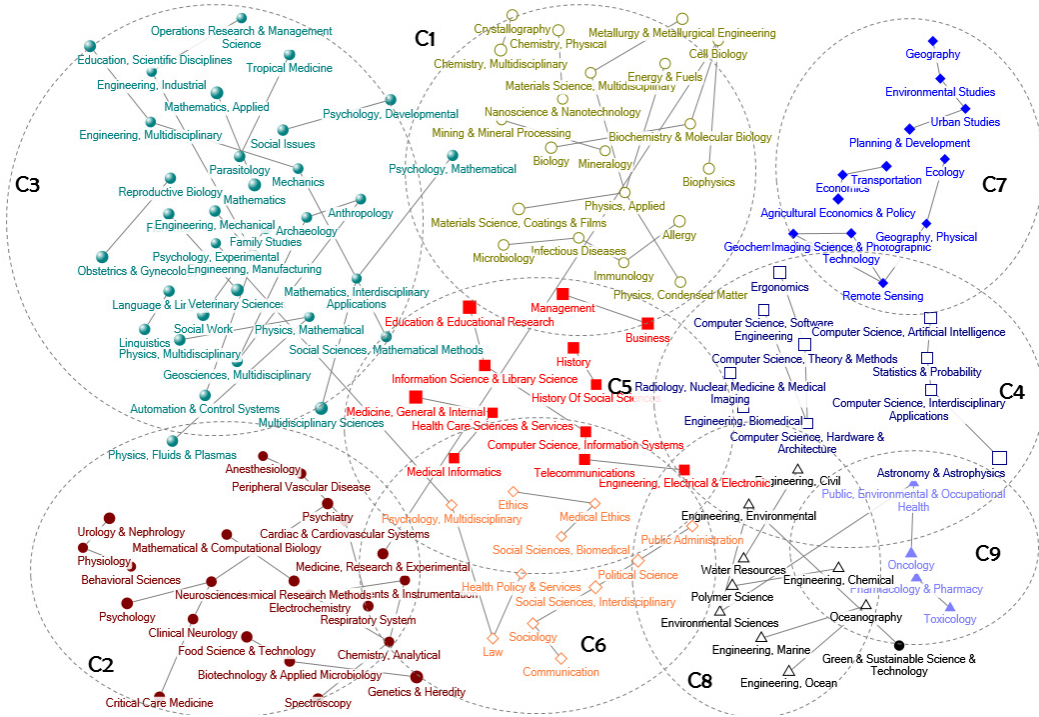 C1
C3
C7
C5
C4
C2
C6
C8
C9
Operations Research & Management
Science
Education, Scientific Disciplines
Tropical Medicine
Engineering, Industrial
Mathematics, Applied
Psychology, Developmental
Engineering, Multidisciplinary
Social Issues
Psychology, Mathematical
Parasitology
Mechanics
Reproductive Biology
Mathematics
Anthropology
Engineering, Mechanical
Archaeology
Family Studies
Psychology, Experimental
Obstetrics & Gynecolo
Engineering, Manufacturing
Mathematics, Interdisciplinary
Applications
Language & Li
Veterinary Sciences
Social Work
Physics, Mathematical
Linguistics
Physics, Multidisciplinary
Social Sciences, Mathematical Methods
Geosciences, Multidisciplinary
Automation & Control Systems
Multidisciplinary Sciences
Physics, Fluids & Plasmas
Crystallography
Metallurgy & Metallurgical Engineering
Chemistry, Physical
Cell Biology
Chemistry, Multidisciplinary
Energy & Fuels
Materials Science, Multidisciplinary
Nanoscience & Nanotechnology
Mining & Mineral Processing
Biochemistry & Molecular Biology
Biology
Mineralogy
Biophysics
Physics, Applied
Materials Science, Coatings & Films
Allergy
Infectious Diseases
Microbiology
Immunology
Physics, Condensed Matter
Geography
Environmental Studies
Urban Studies
Planning & Development
Ecology
Transportation
Economics
Agricultural Economics & Policy
Geography, Physical
Geochem
Imaging Science & Photographic
Technology
Remote Sensing
Management
Education & Educational Research
Business
History
Information Science & Library Science
History Of Social Sciences
Medicine, General & Internal
Health Care Sciences & Services
Computer Science, Information Systems
Medical Informatics
Telecommunications
Engineering, Electrical & Electronic
Ergonomics
Computer Science, Software
Engineering
Computer Science, Artificial Intelligence
Computer Science, Theory & Methods
Statistics & Probability
Radiology, Nuclear Medicine & Medical
Imaging
Computer Science, Interdisciplinary
Applications
Engineering, Biomedical
Computer Science, Hardware &
Architecture
Astronomy & Astrophysics
Anesthesiology
Peripheral Vascular Disease
Psychiatry
Urology & Nephrology
Cardiac & Cardiovascular Systems
Mathematical & Computational Biology
Physiology
Medicine, Research & Experimental
Behavioral Sciences
Neurosciences
mical Research Methods
nts & Instrumentation
Electrochemistry
Psychology
Respiratory System
Clinical Neurology
Food Science & Technology
Chemistry, Analytical
Biotechnology & Applied Microbiology
Genetics & Heredity
Critical Care Medicine
Spectroscopy
Ethics
Psychology, Multidisciplinary
Medical Ethics
Social Sciences, Biomedical
Public Administration
Political Science
Health Policy & Services
Social Sciences, Interdisciplinary
Sociology
Law
Communication
Engineering, Civil
Engineering, Environmental
Water Resources
Engineering, Chemical
Polymer Science
Environmental Sciences
Oceanography
Engineering, Marine
Green & Sustainable Science &
Technology
Engineering, Ocean
Public, Environmental & Occupational
Health
Oncology
Pharmacology & Pharmacy
Toxicology